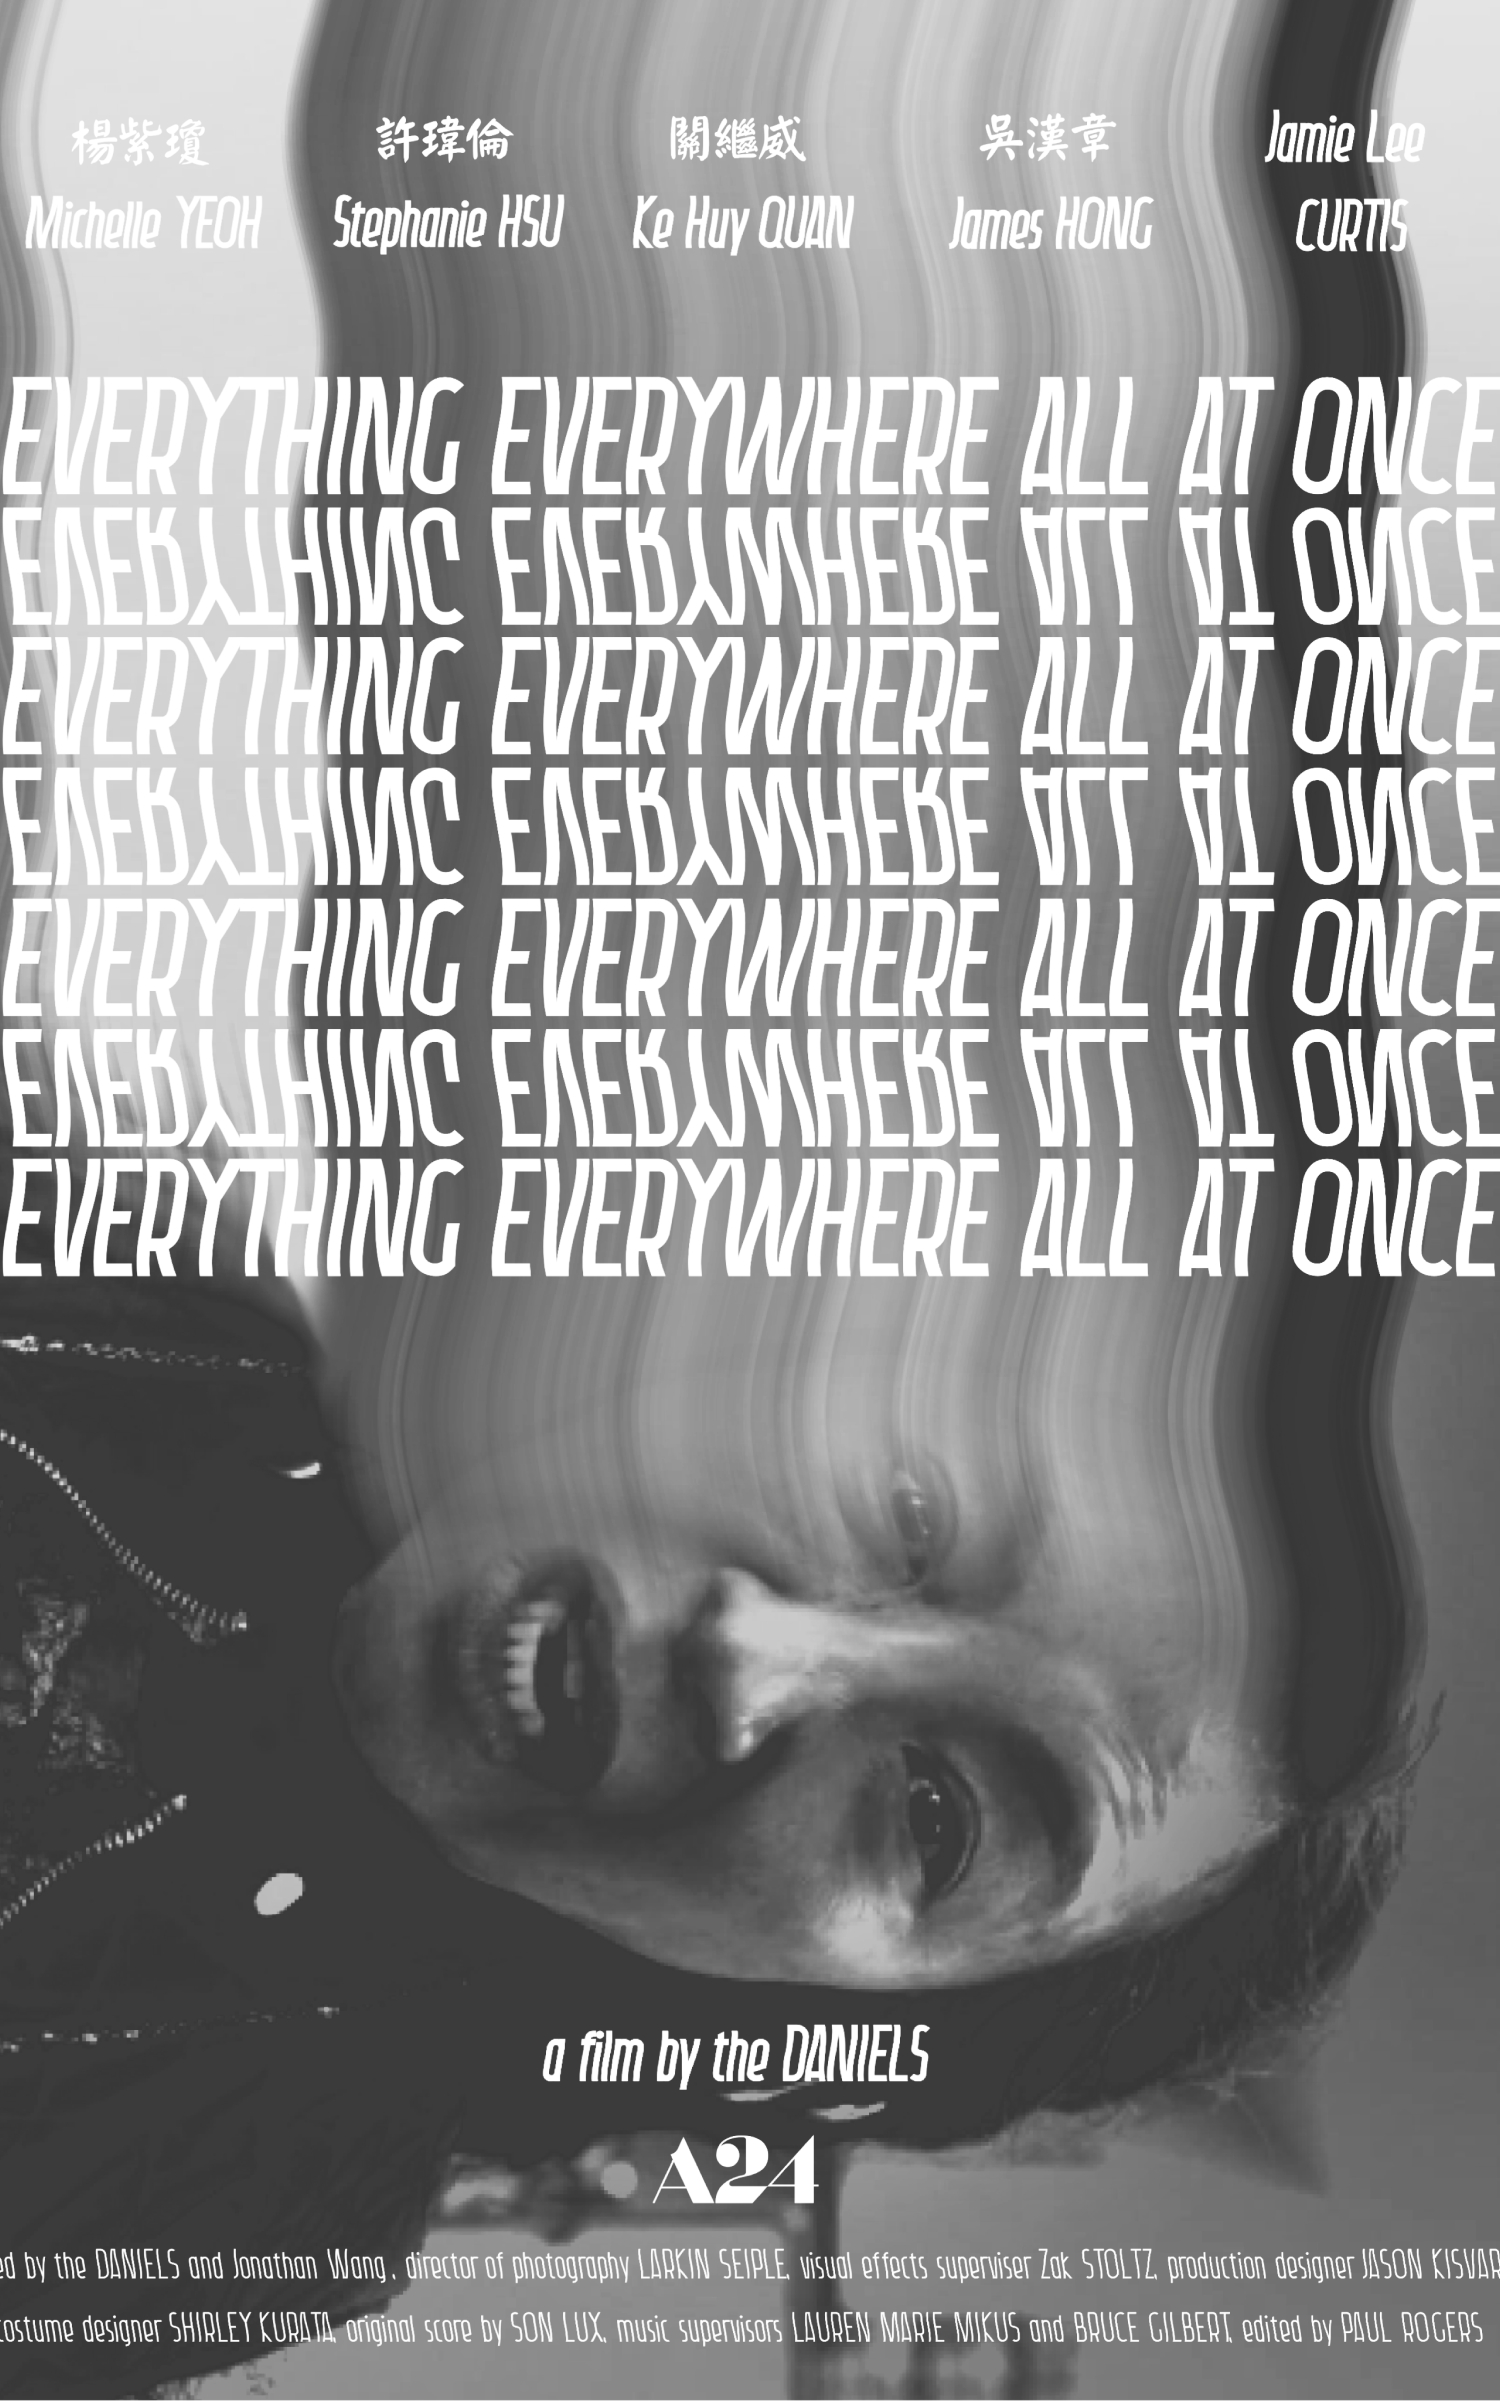 楊紫瓊 許瑋倫 關繼威 吳漢章 Jamie Lee
Michelle YEOH Stephanie HSU Ke Huy QUAN James HONG CURTIS
EVERYTHING EVERYWHERE ALL AT ONCE
EVERYTHING EVERYWHERE ALL AT ONCE
EVERYTHING EVERYWHERE ALL AT ONCE
EVERYTHING EVERYWHERE ALL AT ONCE
EVERYTHING EVERYWHERE ALL AT ONCE
EVERYTHING EVERYWHERE ALL AT ONCE
EVERYTHING EVERYWHERE ALL AT ONCE
a film by the DANIELS
A24
by the DANIELS and Jonathan Wang, director of photography LARKIN SEIPLE, visual effects superviser Zak STOLTZ, production designer JASON
costume designer SHIRLEY KURATA, original score by SON LUX, music supervisors LAUREN MARIE MIKUS and BRUCE GILBERT, edited by PAUL ROGERS